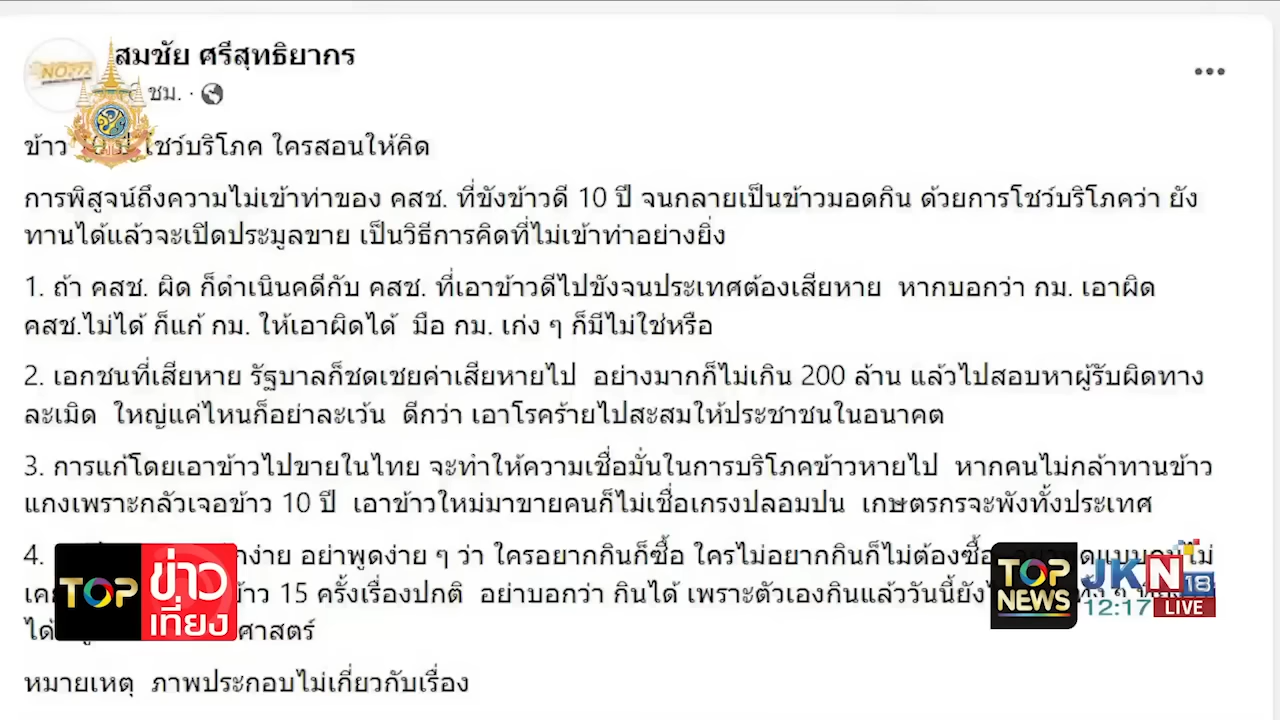 สมชัย ศรีสุทธิยากร
ชม. ·
ข้าว 10 ปี โชว์บริโภค ใครสอนให้คิด
การพิสูจน์ถึงความไม่เข้าท่าของ คสช. ที่ขังข้าวดี 10 ปี จนกลายเป็นข้าวมอดกิน ด้วยการโชว์บริโภคว่า ยัง
ทานได้แล้วจะเปิดประมูลขาย เป็นวิธีการคิดที่ไม่เข้าท่าอย่างยิ่ง
1. ถ้า คสช. ผิด ก็ดำเนินคดีกับ คสช. ที่เอาข้าวดีไปขังจนประเทศต้องเสียหาย หากบอกว่า กม. เอาผิด
คสช.ไม่ได้ ก็แก้ กม. ให้เอาผิดได้ มือ กม. เก่ง ๆ ก็มีไม่ใช่หรือ
2. เอกชนที่เสียหาย รัฐบาลก็ชดเชยค่าเสียหายไป อย่างมากก็ไม่เกิน 200 ล้าน แล้วไปสอบหาผู้รับผิดทาง
ละเมิด ใหญ่แค่ไหนก็อย่าละเว้น ดีกว่า เอาโรคร้ายไปสะสมให้ประชาชนในอนาคต
3. การแก้โดยเอาข้าวไปขายในไทย จะทำให้ความเชื่อมั่นในการบริโภคข้าวหายไป หากคนไม่กล้าทานข้าว
แกงเพราะกลัวเจอข้าว 10 ปี เอาข้าวใหม่มาขายคนก็ไม่เชื่อเกรงปลอมปน เกษตรกรจะพังทั้งประเทศ
4. ง่าย อย่าพูดง่าย ๆ ว่า ใครอยากกินก็ซื้อ ใครไม่อยากกินก็ไม่ต้องซื้อ
ข้าว 15 ครั้งเรื่องปกติ อย่าบอกว่า กินได้ เพราะตัวเองกินแล้ววันนี้ยัง
ได้ ศาสตร์
หมายเหตุ ภาพประกอบไม่เกี่ยวกับเรื่อง
TOP ข่าวเที่ยง
TOP NEWS
JKN 18
12:17 LIVE